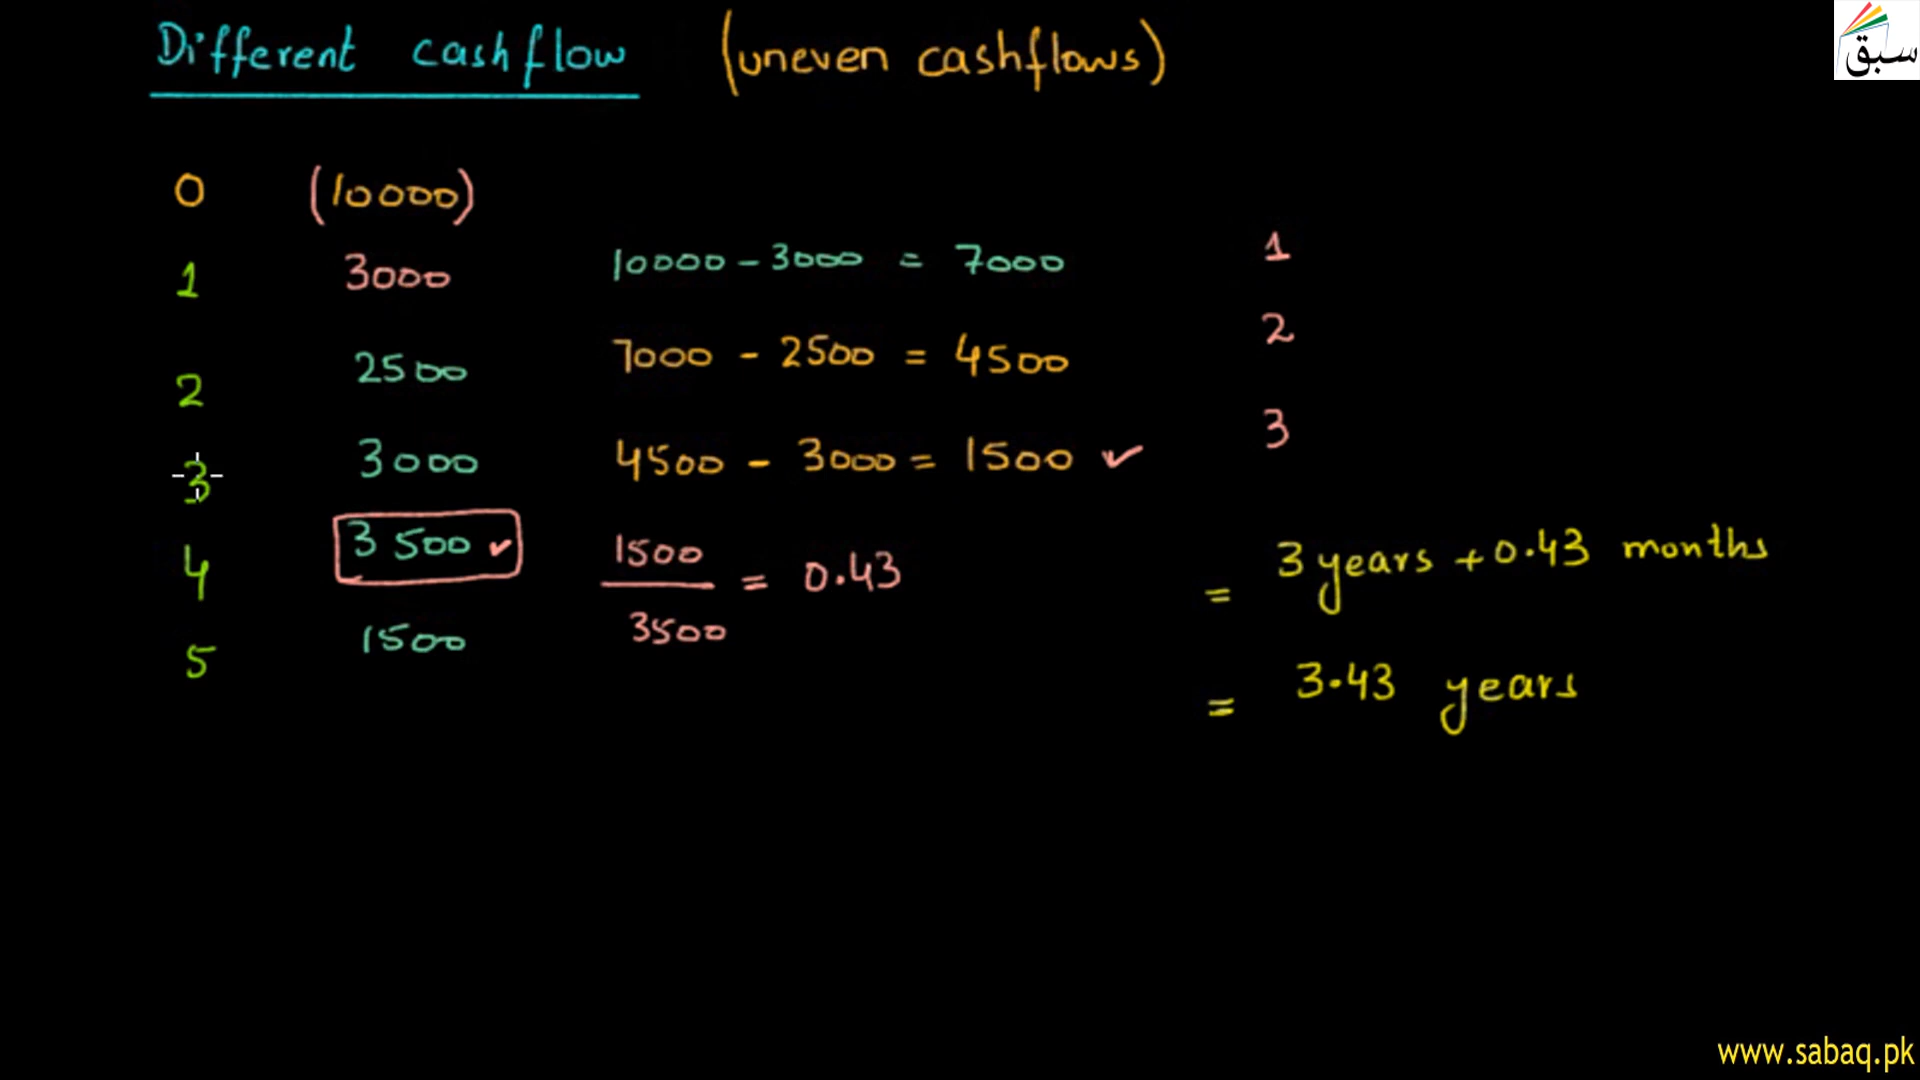 Different cashflow (uneven cashflows)
سبق
0 (10000)
1 3000 10000 - 3000 = 7000 1
2 2500 7000 - 2500 = 4500 2
3 3000 4500 - 3000 = 1500 ✓ 3
4 3500 ✓ 1500 / 3500 = 0.43 = 3 years + 0.43 months
5 1500
= 3.43 years
www.sabaq.pk